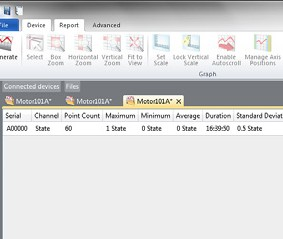 File Device Report Advanced
nerate Select Box Zoom Horizontal Zoom Vertical Zoom Fit to View Set Scale Lock Vertical Scale Enable Autoscroll Manage Axis Positions
Graph
Connected devices Files
Motor101A* Motor101A* Motor101A* ×
Serial Channel Point Count Maximum Minimum Average Duration Standard Deviat
A00000 State 60 1 State 0 State 0 State 16:39:50 0.5 State